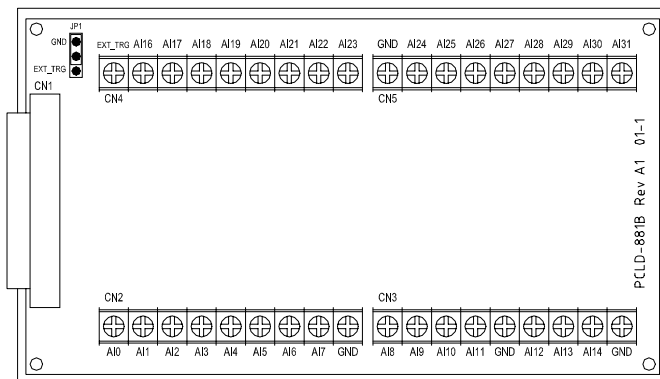 JP1
GND
EXT_TRG
CN1
EXT_TRG AI16 AI17 AI18 AI19 AI20 AI21 AI22 AI23
GND AI24 AI25 AI26 AI27 AI28 AI29 AI30 AI31
CN4
CN5
PCLD-881B Rev A1 01-1
CN2
CN3
AI0 AI1 AI2 AI3 AI4 AI5 AI6 AI7 GND
AI8 AI9 AI10 AI11 GND AI12 AI13 AI14 GND